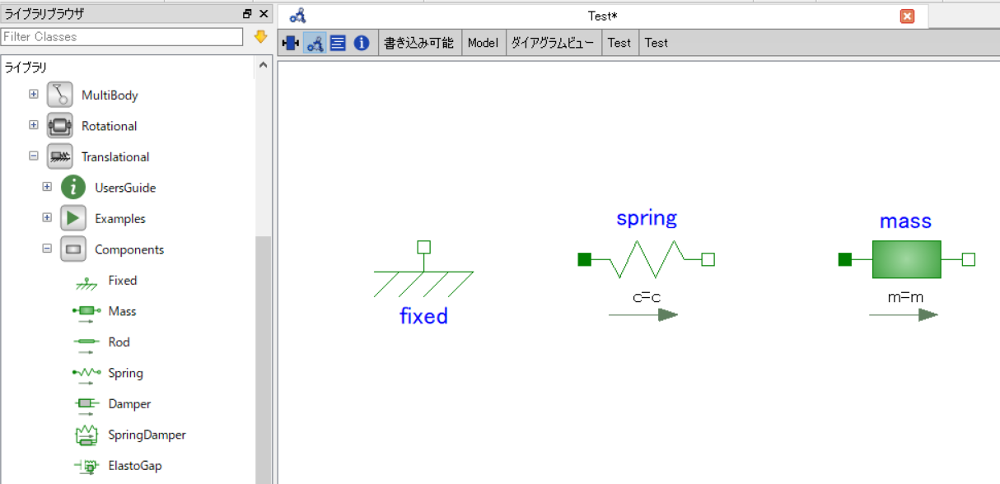 ライブラリブラウザ
Filter Classes
ライブラリ
MultiBody
Rotational
Translational
UsersGuide
Examples
Components
Fixed
Mass
Rod
Spring
Damper
SpringDamper
ElastoGap
Test*
書き込み可能 Model ダイアグラムビュー Test Test
spring
mass
c=c
m=m
fixed